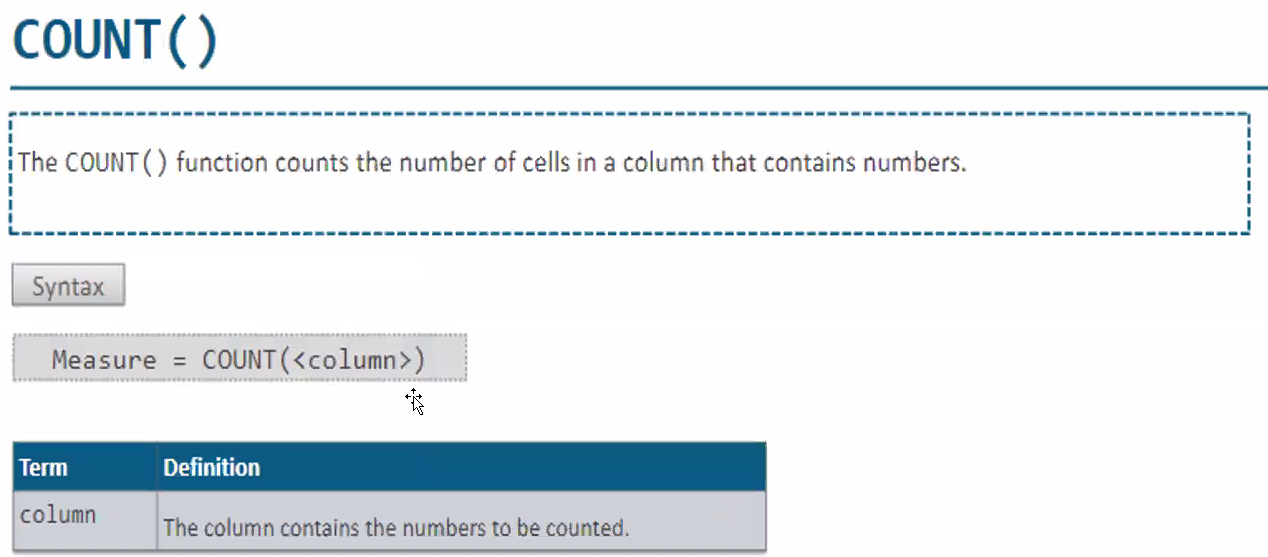 COUNT()
The COUNT() function counts the number of cells in a column that contains numbers.
Syntax
Measure = COUNT(<column>)
Term Definition
column The column contains the numbers to be counted.